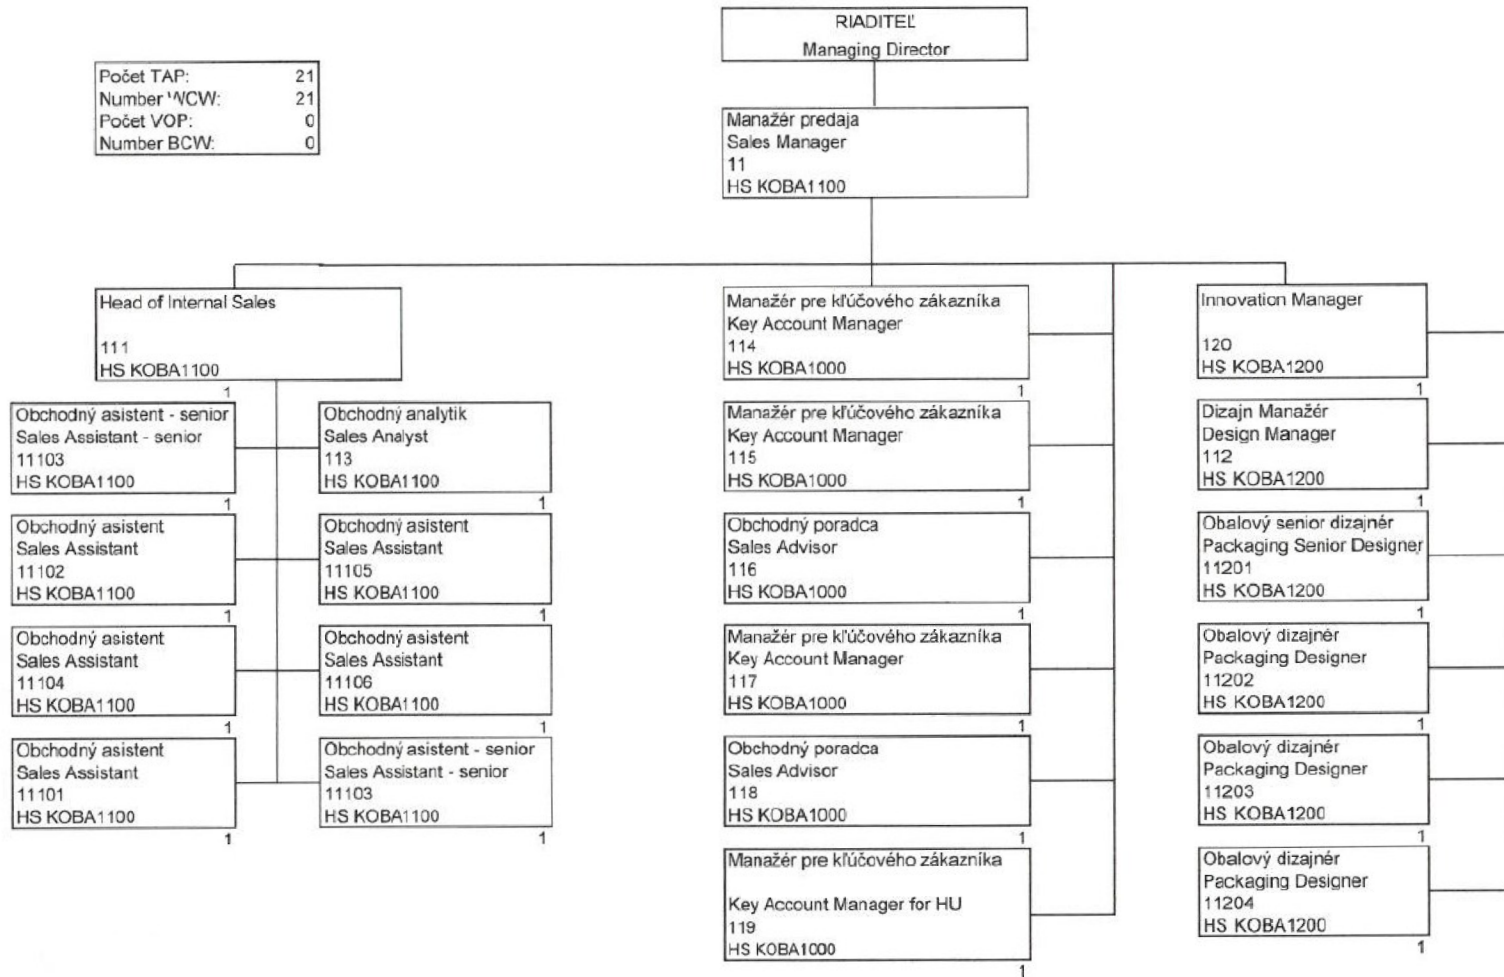 RIADITEĽ
Managing Director
Počet TAP: 21
Number WCW: 21
Počet VOP: 0
Number BCW: 0
Manažér predaja
Sales Manager
11
HS KOBA1100
Head of Internal Sales
111
HS KOBA1100
1
Obchodný asistent - senior
Sales Assistant - senior
11103
HS KOBA1100
1
Obchodný asistent
Sales Assistant
11102
HS KOBA1100
1
Obchodný asistent
Sales Assistant
11104
HS KOBA1100
1
Obchodný asistent
Sales Assistant
11101
HS KOBA1100
1
Obchodný analytik
Sales Analyst
113
HS KOBA1100
1
Obchodný asistent
Sales Assistant
11105
HS KOBA1100
1
Obchodný asistent
Sales Assistant
11106
HS KOBA1100
1
Obchodný asistent - senior
Sales Assistant - senior
11103
HS KOBA1100
1
Manažér pre kľúčového zákazníka
Key Account Manager
114
HS KOBA1000
1
Manažér pre kľúčového zákazníka
Key Account Manager
115
HS KOBA1000
1
Obchodný poradca
Sales Advisor
116
HS KOBA1000
1
Manažér pre kľúčového zákazníka
Key Account Manager
117
HS KOBA1000
1
Obchodný poradca
Sales Advisor
118
HS KOBA1000
1
Manažér pre kľúčového zákazníka
Key Account Manager for HU
119
HS KOBA1000
1
Innovation Manager
120
HS KOBA1200
1
Dizajn Manažér
Design Manager
112
HS KOBA1200
1
Obalový senior dizajnér
Packaging Senior Designer
11201
HS KOBA1200
1
Obalový dizajnér
Packaging Designer
11202
HS KOBA1200
1
Obalový dizajnér
Packaging Designer
11203
HS KOBA1200
1
Obalový dizajnér
Packaging Designer
11204
HS KOBA1200
1